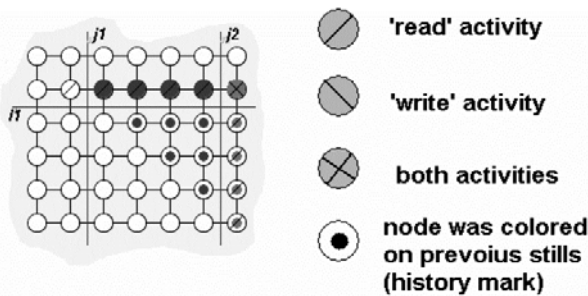 j1 j2
i1
'read' activity
'write' activity
both activities
node was colored
on prevoius stills
(history mark)